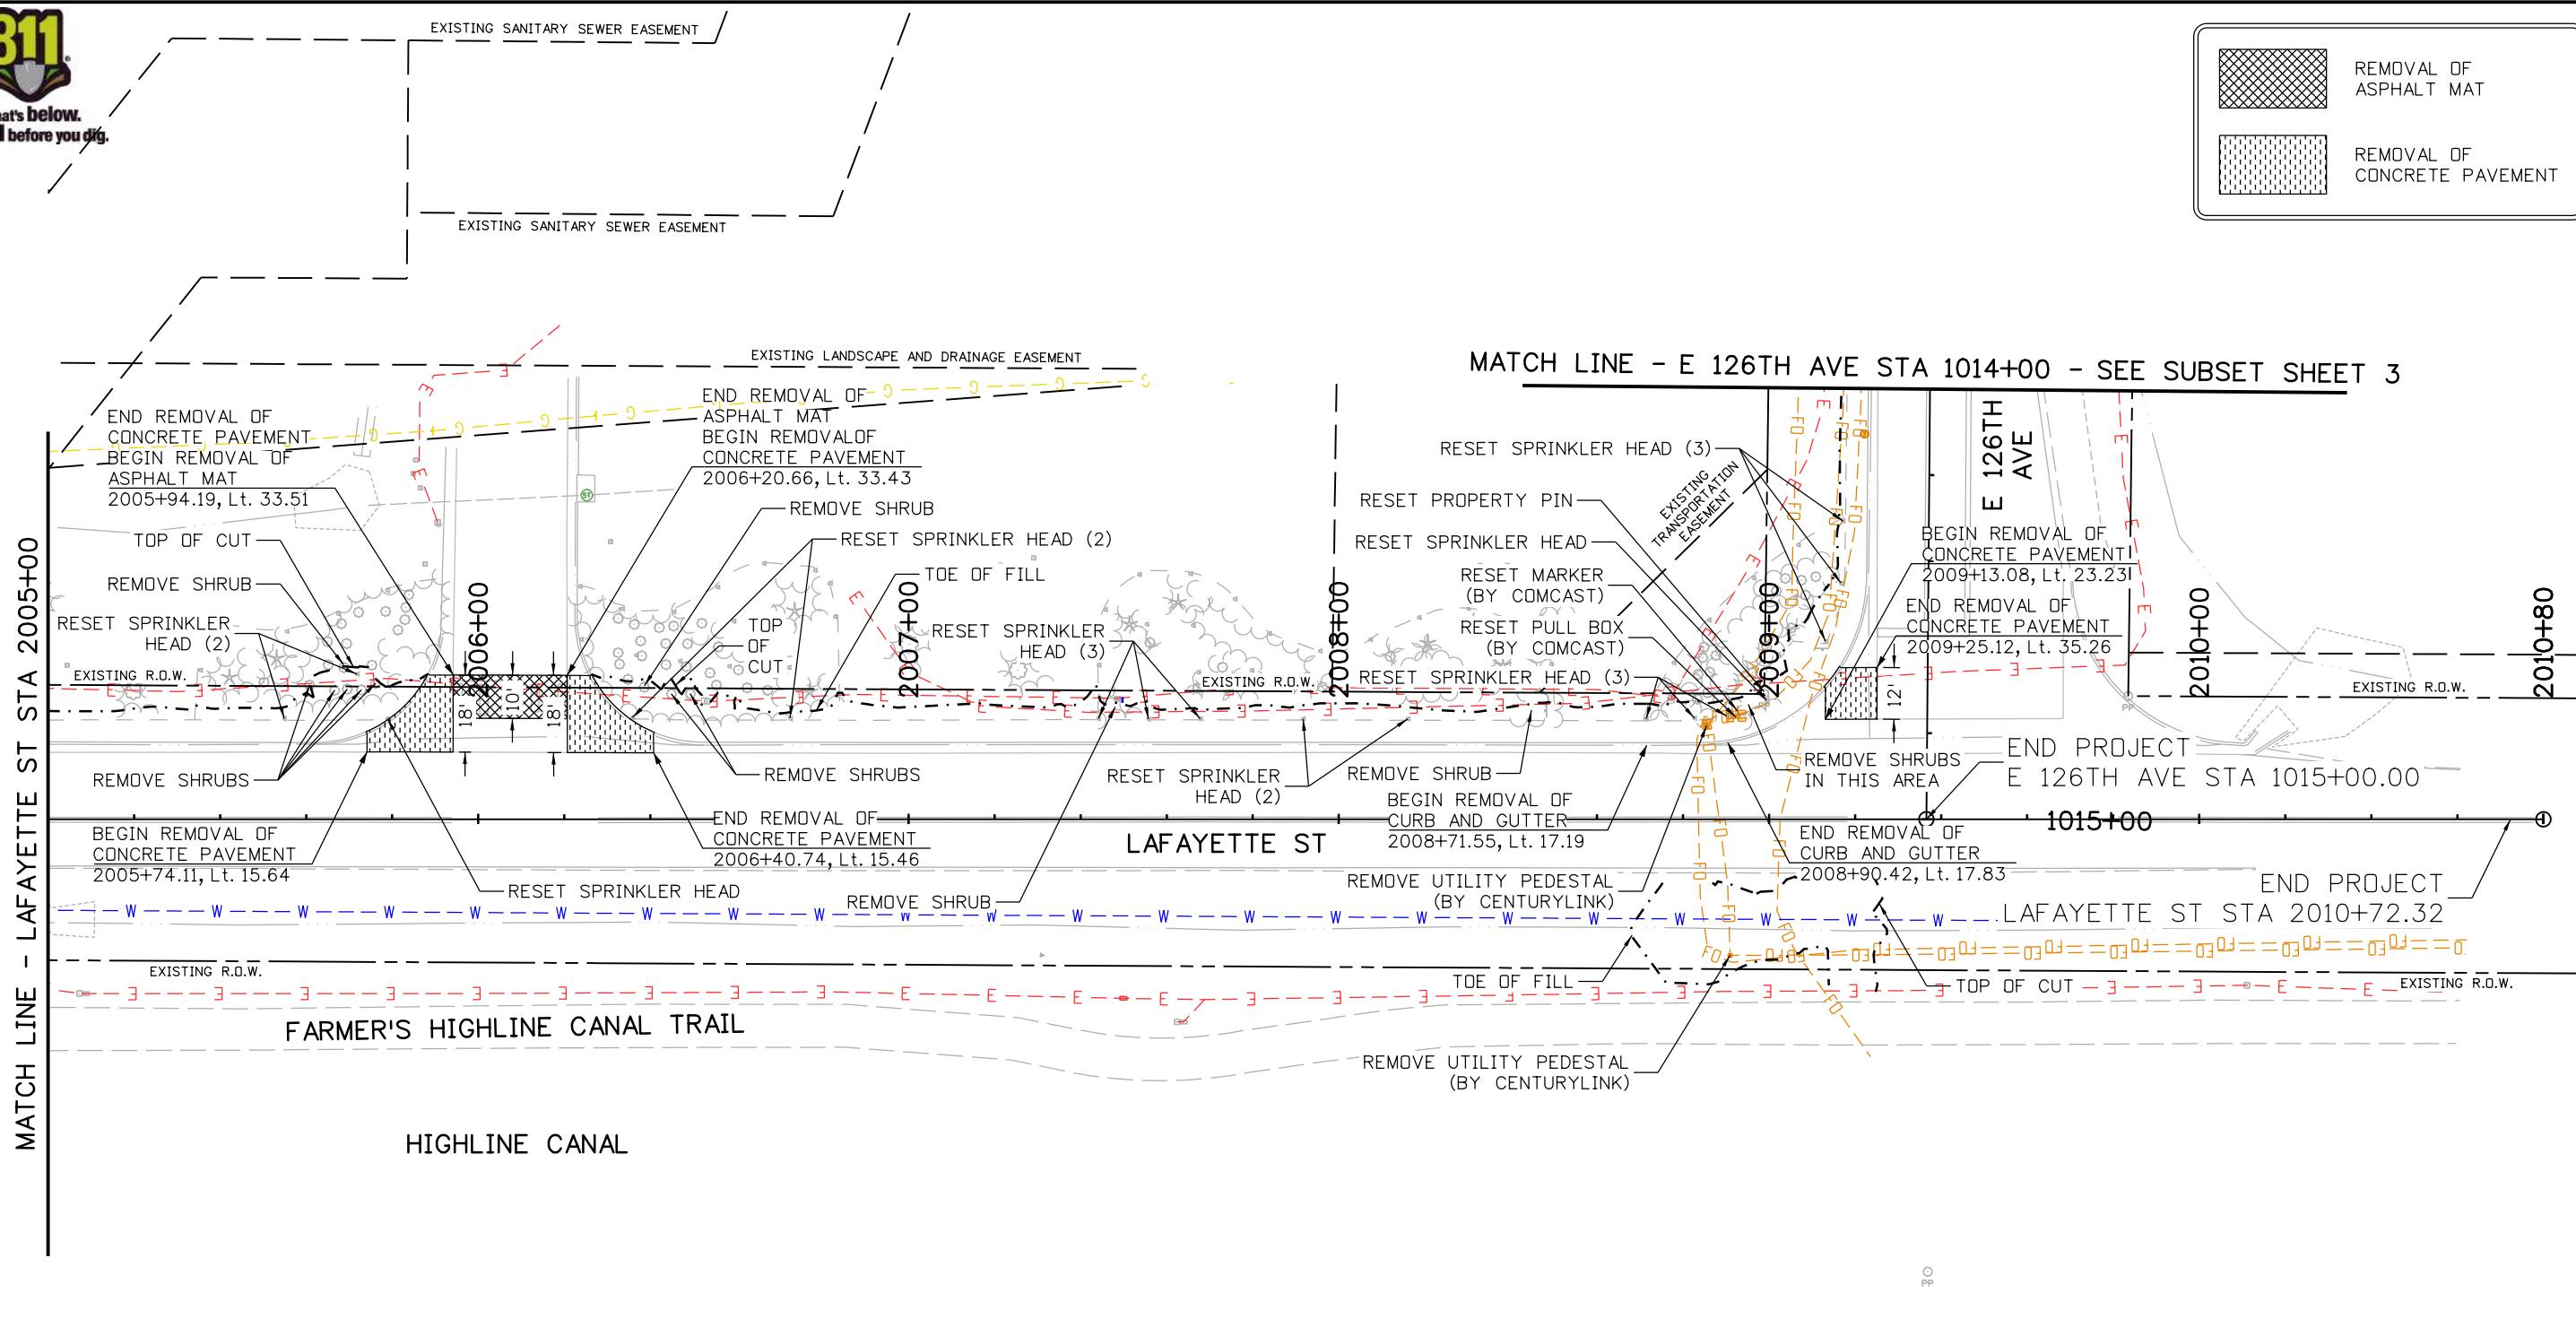 811
at's below.
before you dig.
EXISTING SANITARY SEWER EASEMENT
EXISTING SANITARY SEWER EASEMENT
REMOVAL OF
ASPHALT MAT
REMOVAL OF
CONCRETE PAVEMENT
EXISTING LANDSCAPE AND DRAINAGE EASEMENT
MATCH LINE - E 126TH AVE STA 1014+00 - SEE SUBSET SHEET 3
MATCH LINE - LAFAYETTE ST STA 2005+00
END REMOVAL OF
CONCRETE PAVEMENT
BEGIN REMOVAL OF
ASPHALT MAT
2005+94.19, Lt. 33.51
TOP OF CUT
REMOVE SHRUB
RESET SPRINKLER
HEAD (2)
EXISTING R.O.W.
REMOVE SHRUBS
BEGIN REMOVAL OF
CONCRETE PAVEMENT
2005+74.11, Lt. 15.64
END REMOVAL OF
ASPHALT MAT
BEGIN REMOVALOF
CONCRETE PAVEMENT
2006+20.66, Lt. 33.43
REMOVE SHRUB
RESET SPRINKLER HEAD (2)
TOE OF FILL
TOP
OF
CUT
RESET SPRINKLER
HEAD (3)
2006+00
18'
10'
18'
2007+00
2008+00
2009+00
2010+00
2010+80
REMOVE SHRUBS
END REMOVAL OF
CONCRETE PAVEMENT
2006+40.74, Lt. 15.46
RESET SPRINKLER HEAD
REMOVE SHRUB
EXISTING R.O.W.
RESET SPRINKLER
HEAD (2)
LAFAYETTE ST
RESET SPRINKLER HEAD (3)
RESET PROPERTY PIN
RESET SPRINKLER HEAD
RESET MARKER
(BY COMCAST)
RESET PULL BOX
(BY COMCAST)
RESET SPRINKLER HEAD (3)
EXISTING
TRANSPORTATION
EASEMENT
E 126TH
AVE
BEGIN REMOVAL OF
CONCRETE PAVEMENT
2009+13.08, Lt. 23.23
END REMOVAL OF
CONCRETE PAVEMENT
2009+25.12, Lt. 35.26
12'
EXISTING R.O.W.
PP
REMOVE SHRUB
BEGIN REMOVAL OF
CURB AND GUTTER
2008+71.55, Lt. 17.19
REMOVE SHRUBS
IN THIS AREA
END PROJECT
E 126TH AVE STA 1015+00.00
1015+00
END REMOVAL OF
CURB AND GUTTER
2008+90.42, Lt. 17.83
REMOVE UTILITY PEDESTAL
(BY CENTURYLINK)
END PROJECT
LAFAYETTE ST STA 2010+72.32
EXISTING R.O.W.
TOE OF FILL
TOP OF CUT
EXISTING R.O.W.
FARMER'S HIGHLINE CANAL TRAIL
REMOVE UTILITY PEDESTAL
(BY CENTURYLINK)
HIGHLINE CANAL
PP